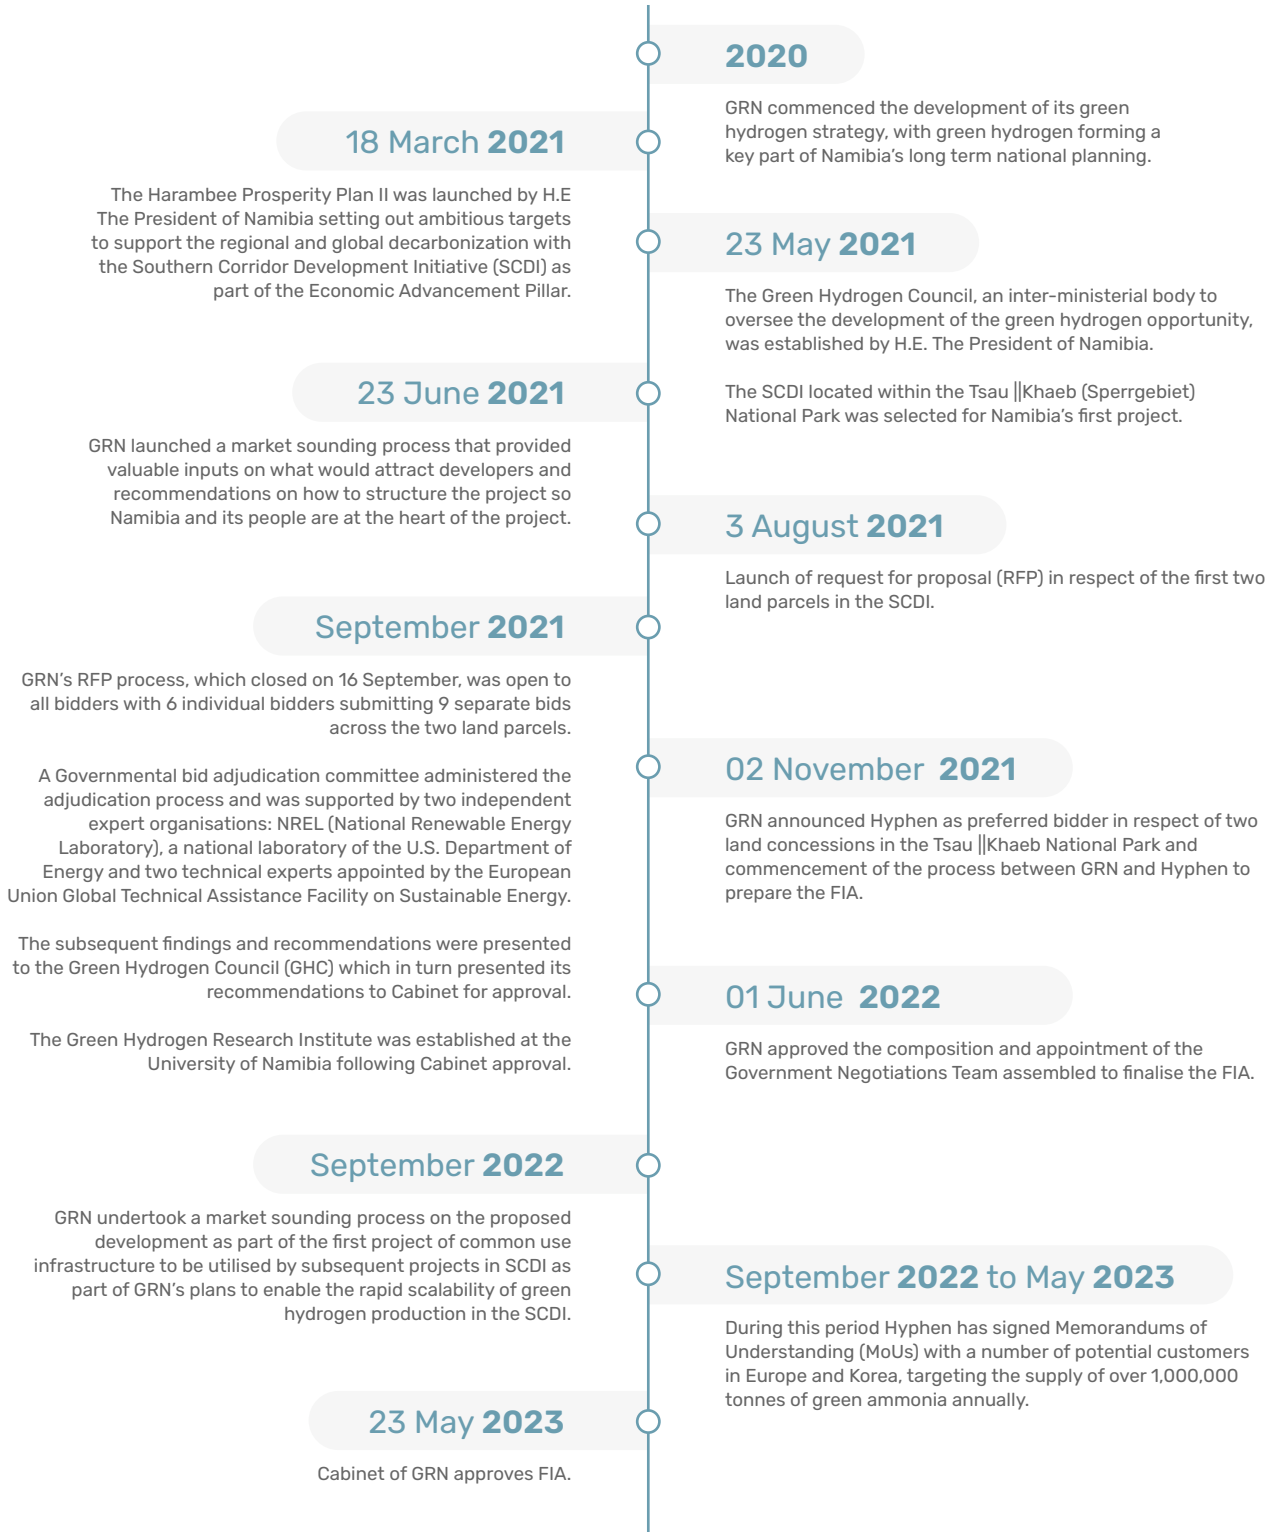 2020
GRN commenced the development of its green
hydrogen strategy, with green hydrogen forming a
key part of Namibia's long term national planning.
18 March 2021
The Harambee Prosperity Plan II was launched by H.E
The President of Namibia setting out ambitious targets
to support the regional and global decarbonization with
the Southern Corridor Development Initiative (SCDI) as
part of the Economic Advancement Pillar.
23 May 2021
The Green Hydrogen Council, an inter-ministerial body to
oversee the development of the green hydrogen opportunity,
was established by H.E. The President of Namibia.
The SCDI located within the Tsau ||Khaeb (Sperrgebiet)
National Park was selected for Namibia's first project.
23 June 2021
GRN launched a market sounding process that provided
valuable inputs on what would attract developers and
recommendations on how to structure the project so
Namibia and its people are at the heart of the project.
3 August 2021
Launch of request for proposal (RFP) in respect of the first two
land parcels in the SCDI.
September 2021
GRN's RFP process, which closed on 16 September, was open to
all bidders with 6 individual bidders submitting 9 separate bids
across the two land parcels.
A Governmental bid adjudication committee administered the
adjudication process and was supported by two independent
expert organisations: NREL (National Renewable Energy
Laboratory), a national laboratory of the U.S. Department of
Energy and two technical experts appointed by the European
Union Global Technical Assistance Facility on Sustainable Energy.
The subsequent findings and recommendations were presented
to the Green Hydrogen Council (GHC) which in turn presented its
recommendations to Cabinet for approval.
The Green Hydrogen Research Institute was established at the
University of Namibia following Cabinet approval.
02 November 2021
GRN announced Hyphen as preferred bidder in respect of two
land concessions in the Tsau ||Khaeb National Park and
commencement of the process between GRN and Hyphen to
prepare the FIA.
01 June 2022
GRN approved the composition and appointment of the
Government Negotiations Team assembled to finalise the FIA.
September 2022
GRN undertook a market sounding process on the proposed
development as part of the first project of common use
infrastructure to be utilised by subsequent projects in SCDI as
part of GRN's plans to enable the rapid scalability of green
hydrogen production in the SCDI.
September 2022 to May 2023
During this period Hyphen has signed Memorandums of
Understanding (MoUs) with a number of potential customers
in Europe and Korea, targeting the supply of over 1,000,000
tonnes of green ammonia annually.
23 May 2023
Cabinet of GRN approves FIA.